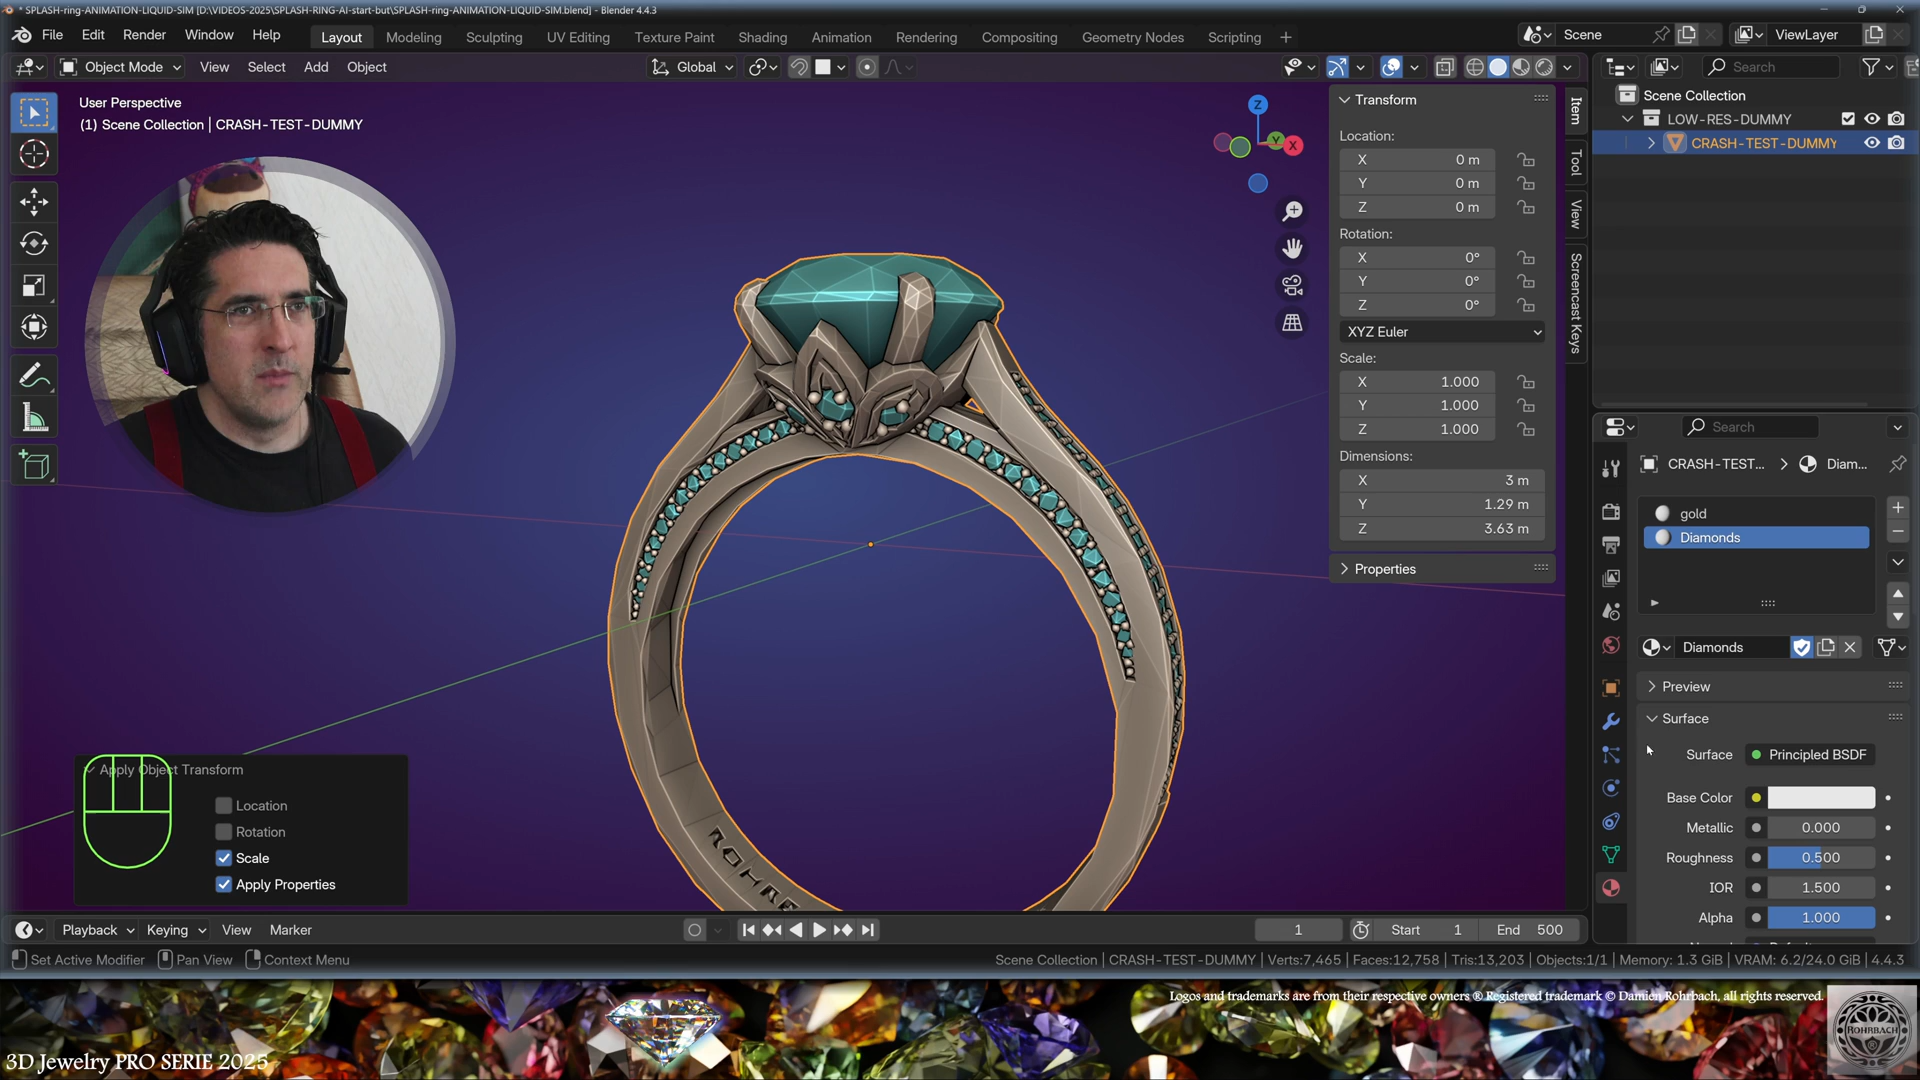 * SPLASH-ring-ANIMATION-LIQUID-SIM [D:\VIDEOS-2025\SPLASH-RING-AI-start-but\SPLASH-ring-ANIMATION-LIQUID-SIM.blend] - Blender 4.4.3
File Edit Render Window Help
Layout Modeling Sculpting UV Editing Texture Paint Shading Animation Rendering Compositing Geometry Nodes Scripting +
Scene
ViewLayer
Object Mode View Select Add Object
Global
Search
User Perspective
(1) Scene Collection | CRASH-TEST-DUMMY
Z
Y
X
Transform
Location:
X 0 m
Y 0 m
Z 0 m
Rotation:
X 0°
Y 0°
Z 0°
XYZ Euler
Scale:
X 1.000
Y 1.000
Z 1.000
Dimensions:
X 3 m
Y 1.29 m
Z 3.63 m
Properties
Item
Tool
View
Screencast Keys
Scene Collection
LOW-RES-DUMMY
CRASH-TEST-DUMMY
Search
CRASH-TEST... > Diam...
gold
Diamonds
Diamonds
Preview
Surface
Surface Principled BSDF
Base Color
Metallic 0.000
Roughness 0.500
IOR 1.500
Alpha 1.000
Apply Object Transform
Location
Rotation
Scale
Apply Properties
Playback Keying View Marker
1
Start 1
End 500
Set Active Modifier Pan View Context Menu
Scene Collection | CRASH-TEST-DUMMY | Verts:7,465 | Faces:12,758 | Tris:13,203 | Objects:1/1 | Memory: 1.3 GiB | VRAM: 6.2/24.0 GiB | 4.4.3
Logos and trademarks are from their respective owners ® Registered trademark © Damien Rohrbach, all rights reserved.
3D Jewelry PRO SERIE 2025
ROHRBACH